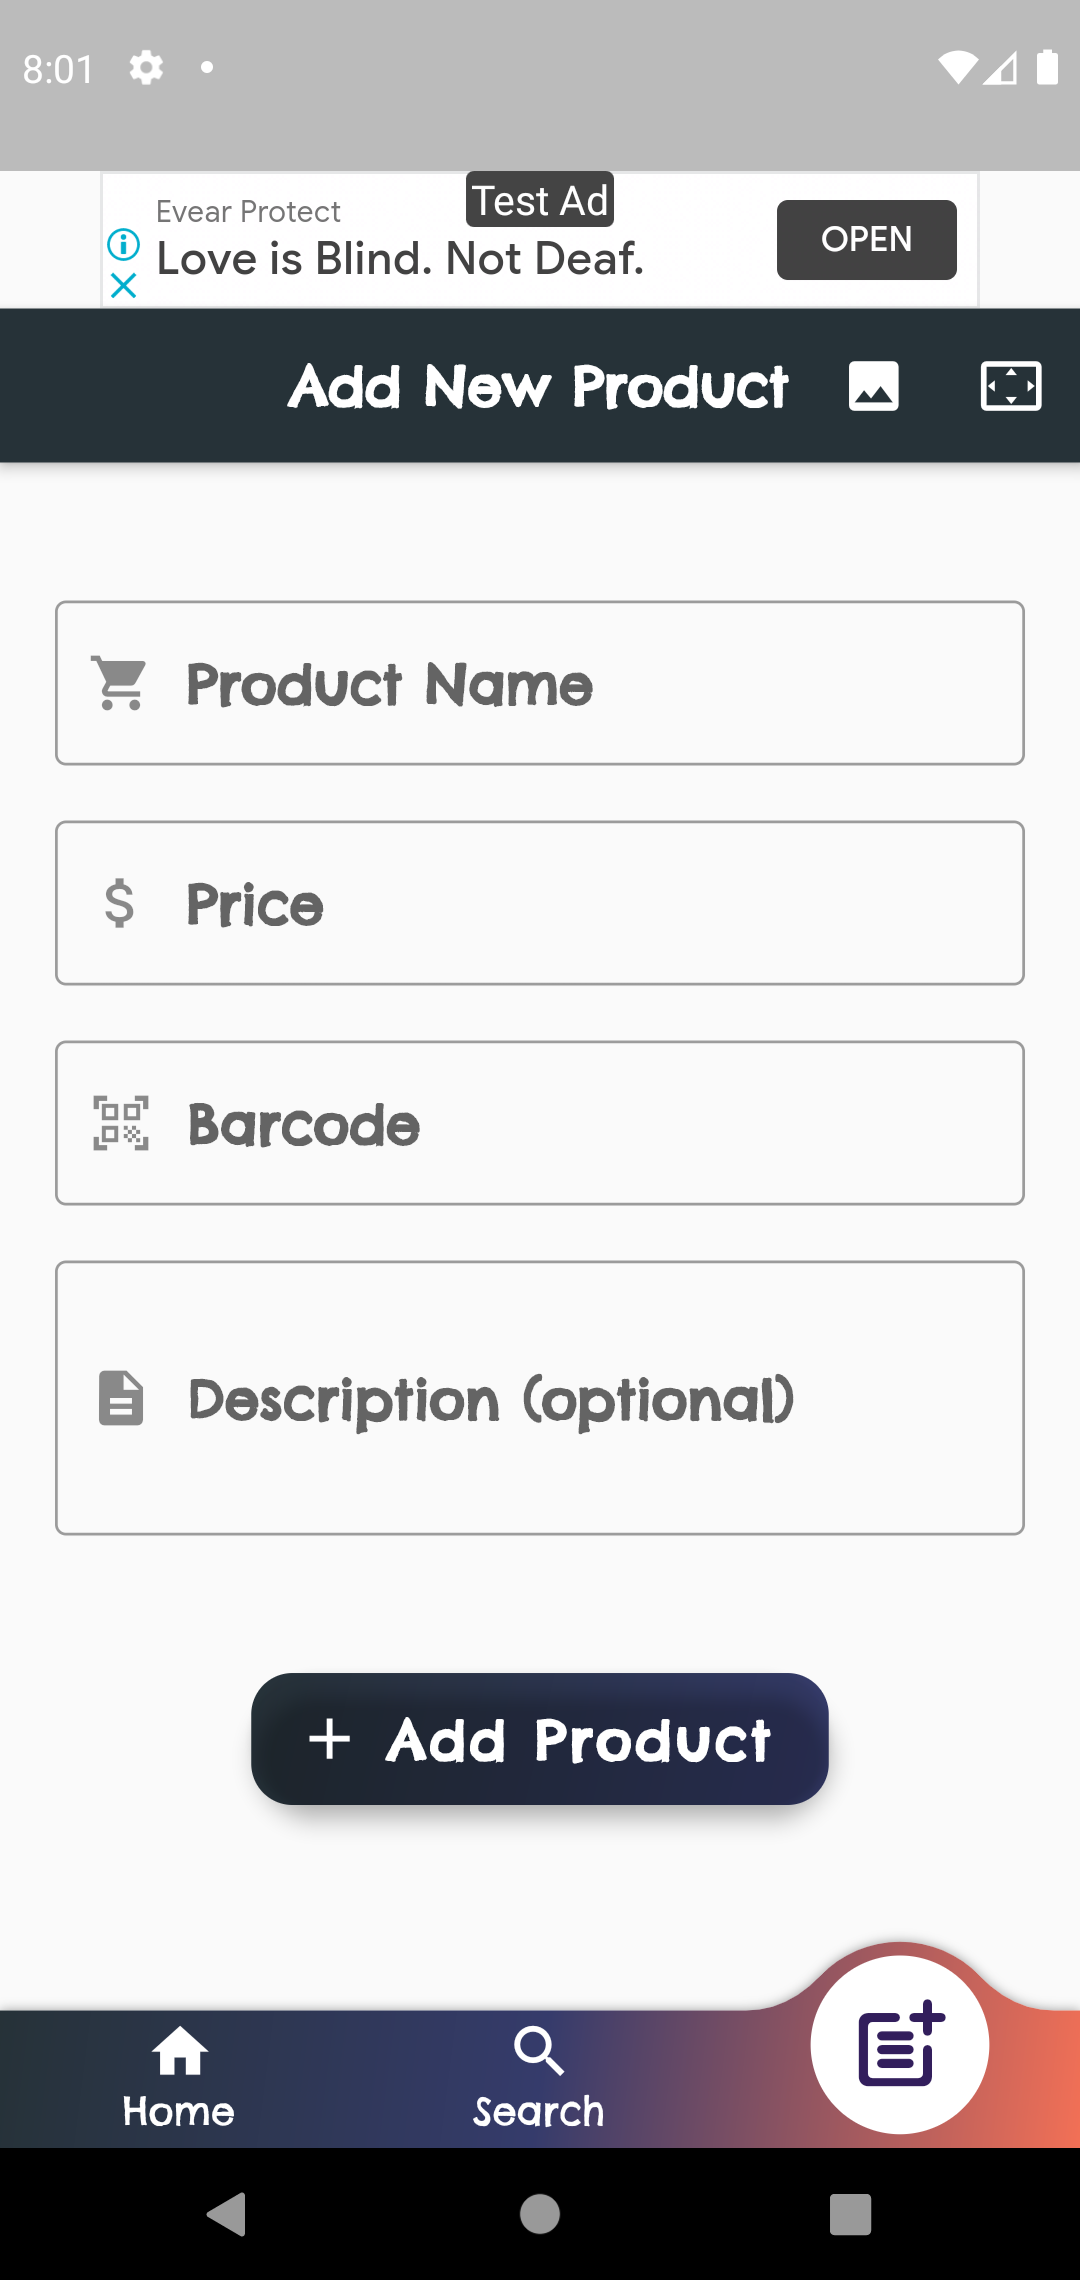 8:01
Test Ad
Evear Protect
Love is Blind. Not Deaf.
OPEN
Add New Product
Product Name
$ Price
Barcode
Description (optional)
+ Add Product
Home
Search